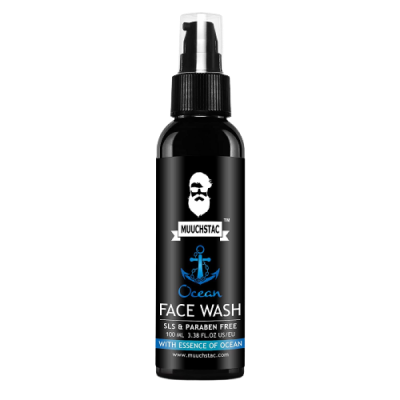 MUUCHSTAC
TM
Ocean
FACE WASH
SLS & PARABEN FREE
100 ML 3.38 FL.OZ US/EU
WITH ESSENCE OF OCEAN
www.muuchstac.com